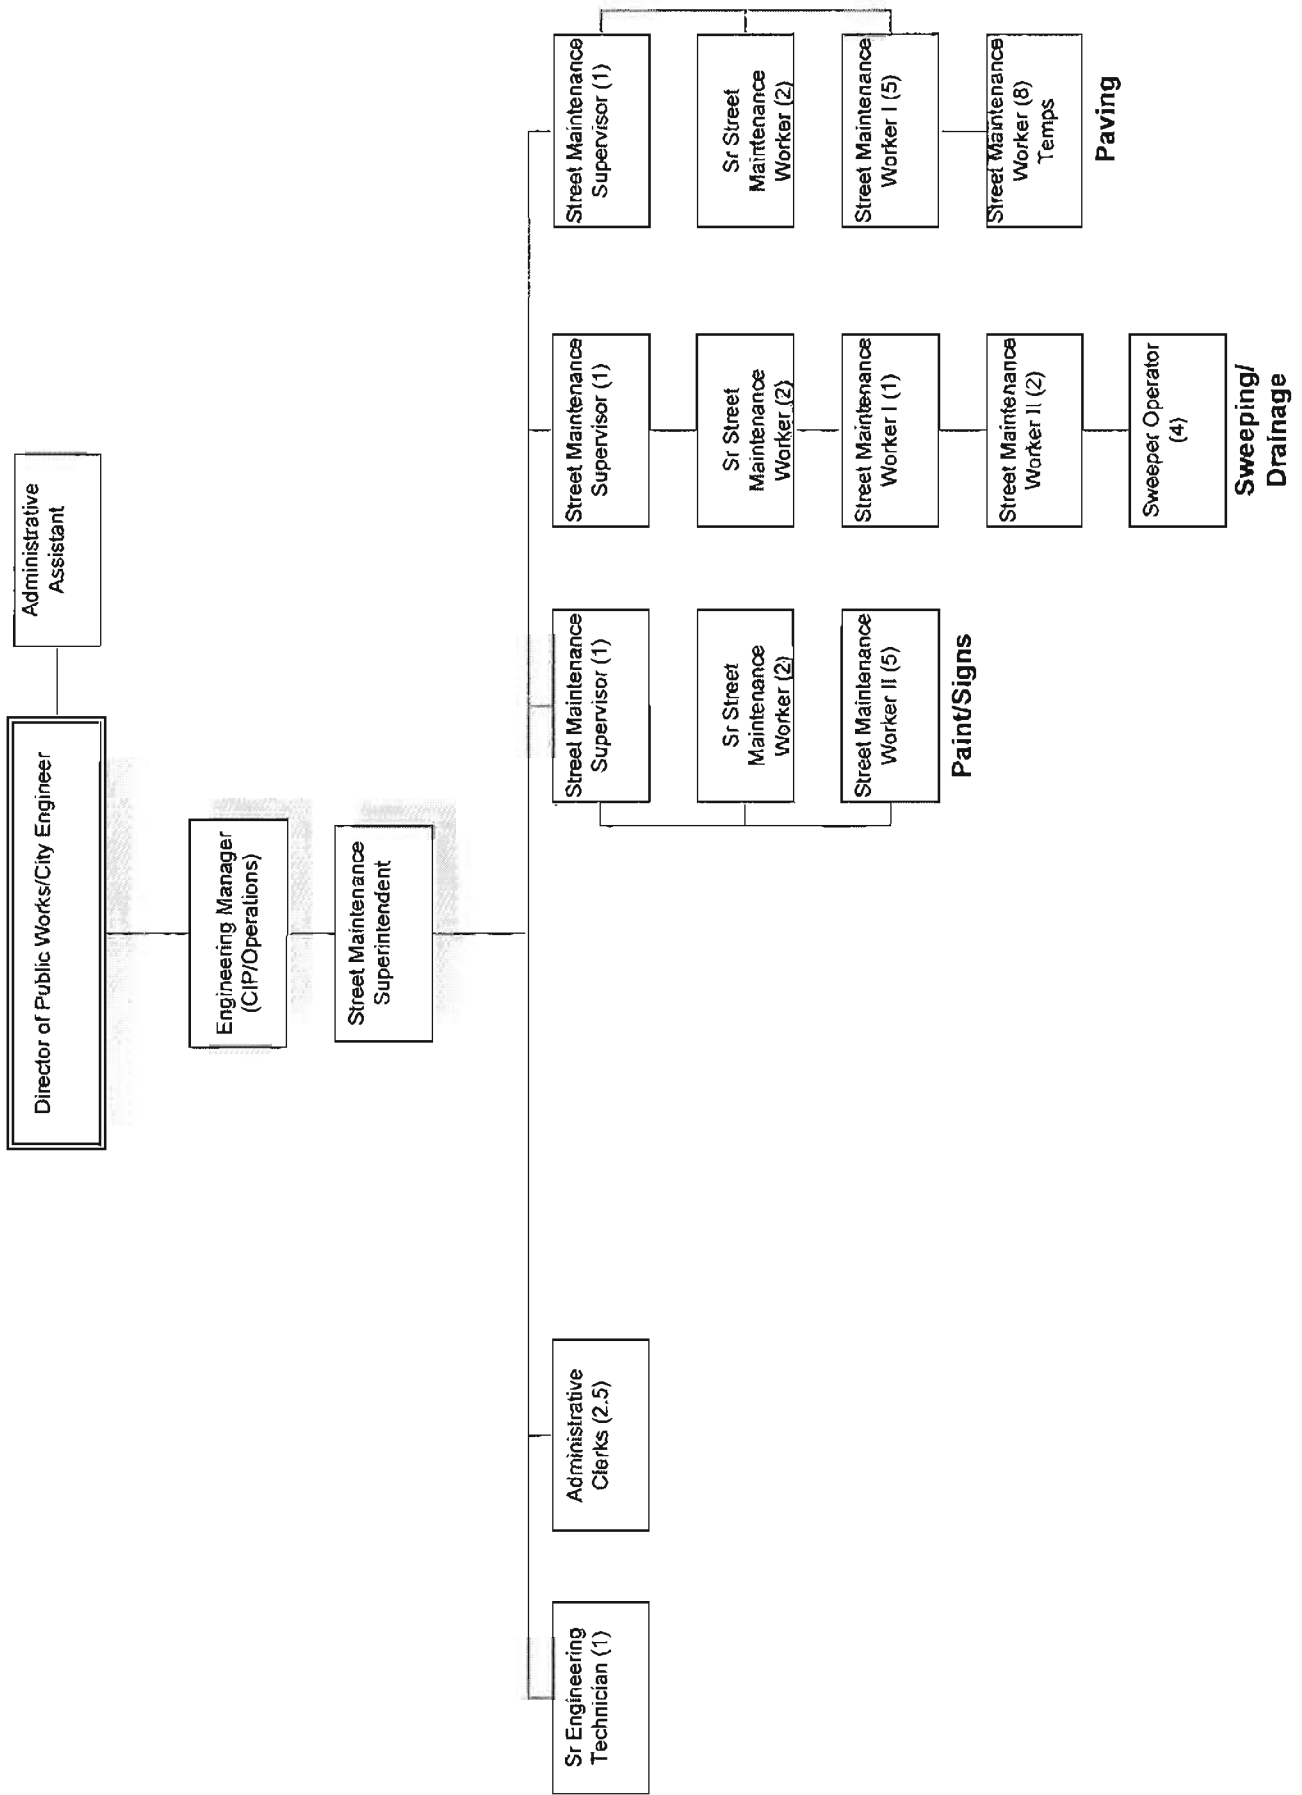 Director of Public Works/City Engineer
Administrative
Assistant
Engineering Manager
(CIP/Operations)
Street Maintenance
Superintendent
Sr Engineering
Technician (1)
Administrative
Clerks (2.5)
Street Maintenance
Supervisor (1)
Sr Street
Maintenance
Worker (2)
Street Maintenance
Worker II (5)
Paint/Signs
Street Maintenance
Supervisor (1)
Sr Street
Maintenance
Worker (2)
Street Maintenance
Worker I (1)
Street Maintenance
Worker II (2)
Sweeper Operator
(4)
Sweeping/
Drainage
Street Maintenance
Supervisor (1)
Sr Street
Maintenance
Worker (2)
Street Maintenance
Worker I (5)
Street Maintenance
Worker (8)
Temps
Paving